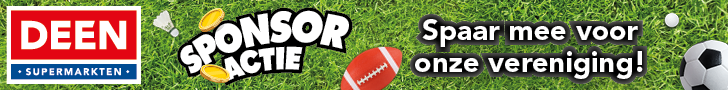 DEEN
• SUPERMARKTEN •
SPONSOR
ACTIE
Spaar mee voor
onze vereniging!